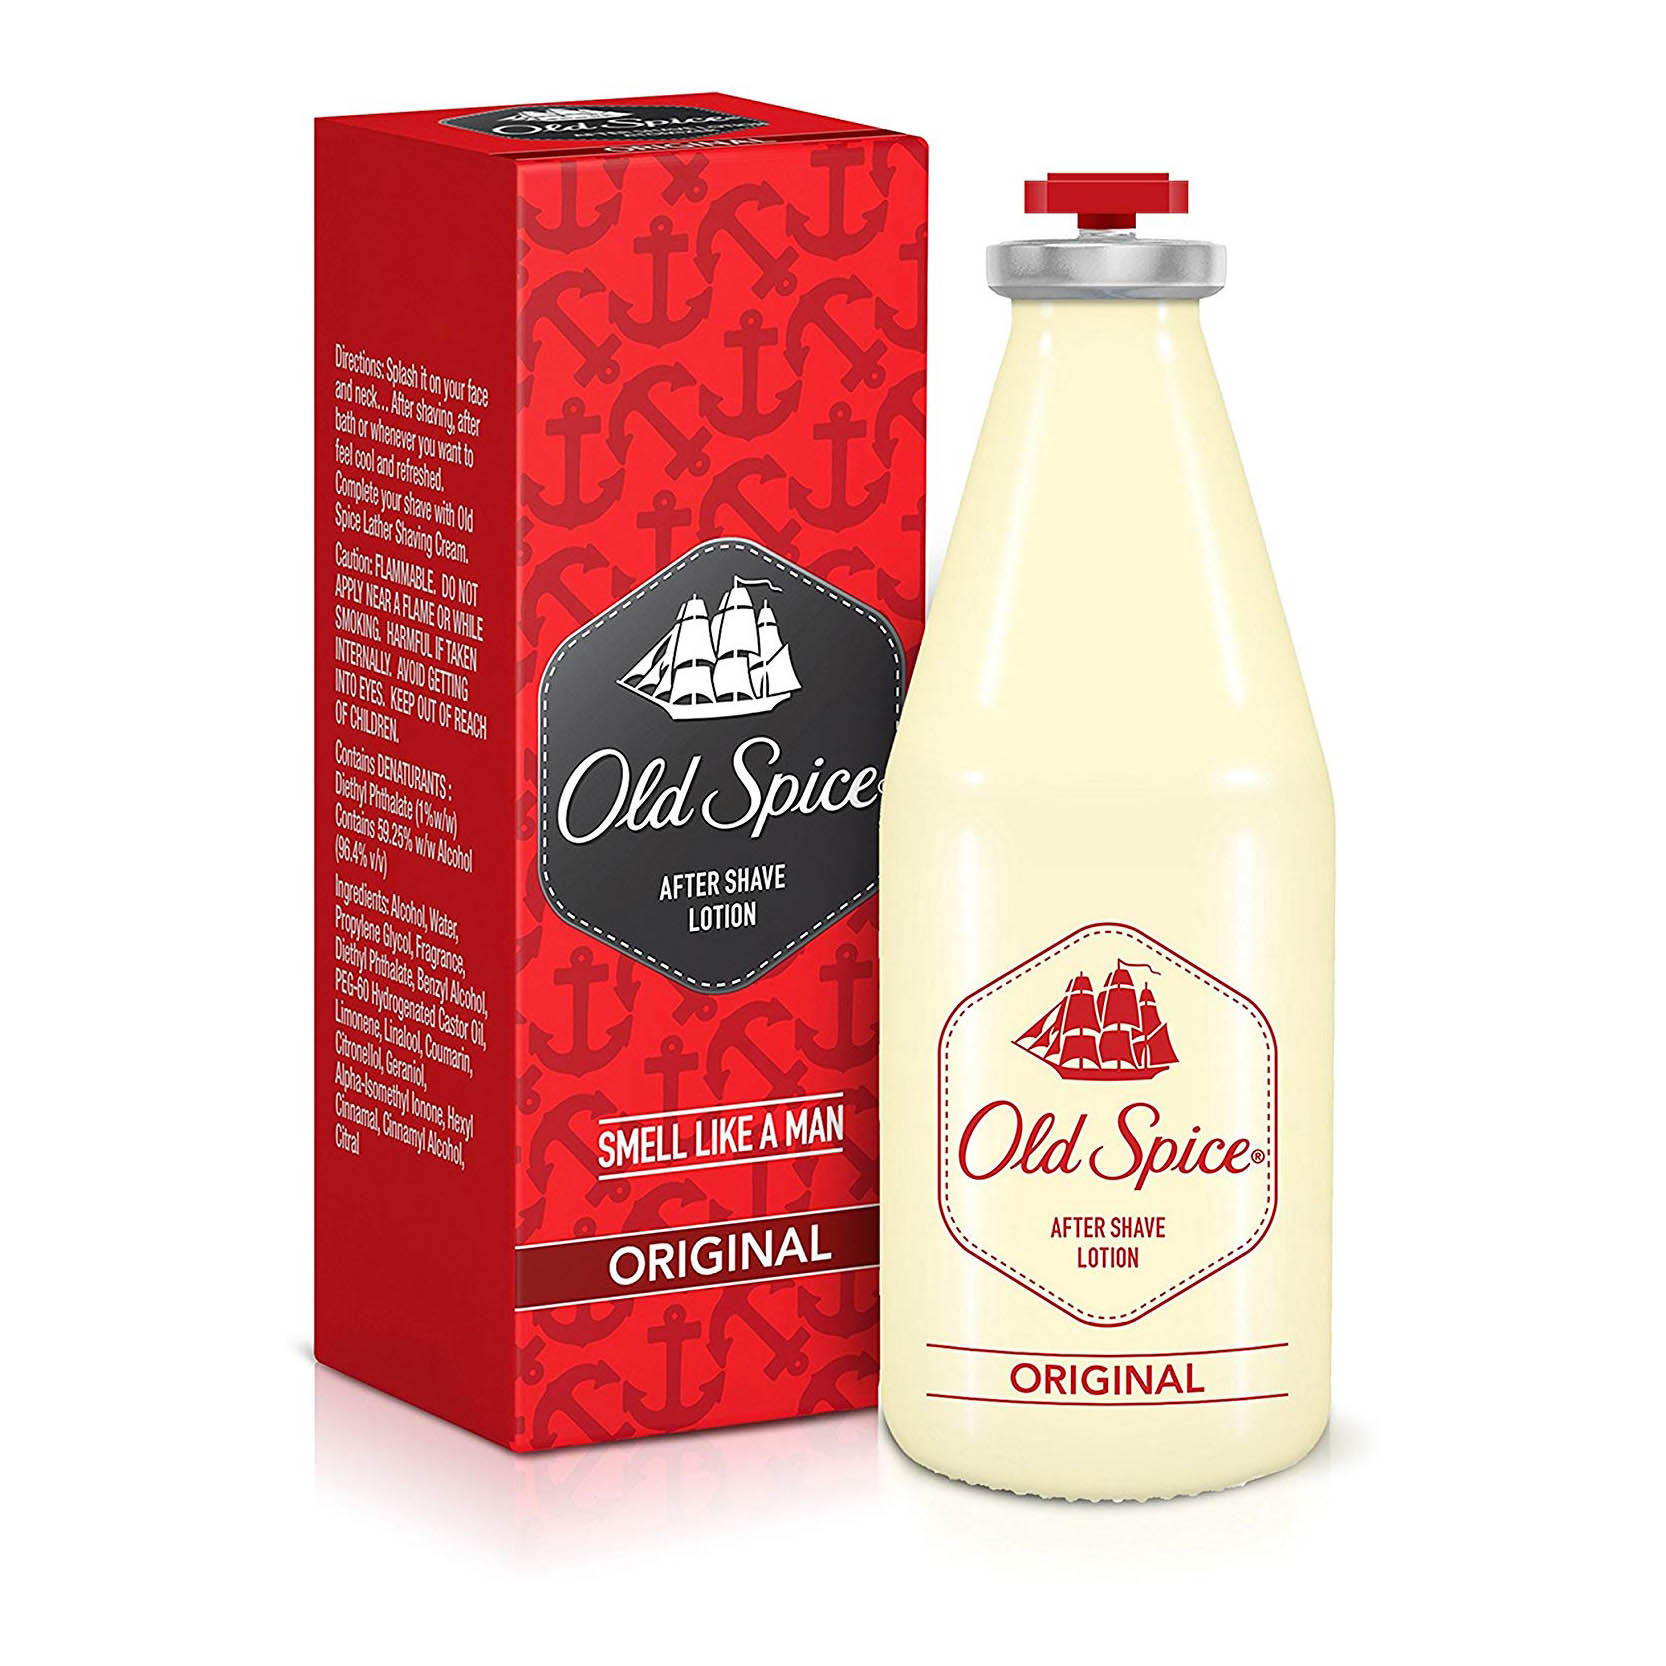 Old Spice
AFTER SHAVE LOTION
ORIGINAL
Directions: Splash it on your face
and neck... After shaving, after
bath or whenever you want to
feel cool and refreshed.
Complete your shave with Old
Spice Lather Shaving Cream.
Caution: FLAMMABLE. DO NOT
APPLY NEAR A FLAME OR WHILE
SMOKING. HARMFUL IF TAKEN
INTERNALLY. AVOID GETTING
INTO EYES. KEEP OUT OF REACH
OF CHILDREN.
Contains DENATURANTS :
Diethyl Phthalate (1%w/w)
Contains 59.25% w/w Alcohol
(96.4% v/v)
Ingredients: Alcohol, Water,
Propylene Glycol, Fragrance,
Diethyl Phthalate, Benzyl Alcohol,
PEG-60 Hydrogenated Castor Oil,
Limonene, Linalool, Coumarin,
Citronellol, Geraniol,
Alpha-Isomethyl Ionone, Hexyl
Cinnamal, Cinnamyl Alcohol,
Citral
Old Spice
AFTER SHAVE
LOTION
SMELL LIKE A MAN
ORIGINAL
Old Spice®
AFTER SHAVE
LOTION
ORIGINAL